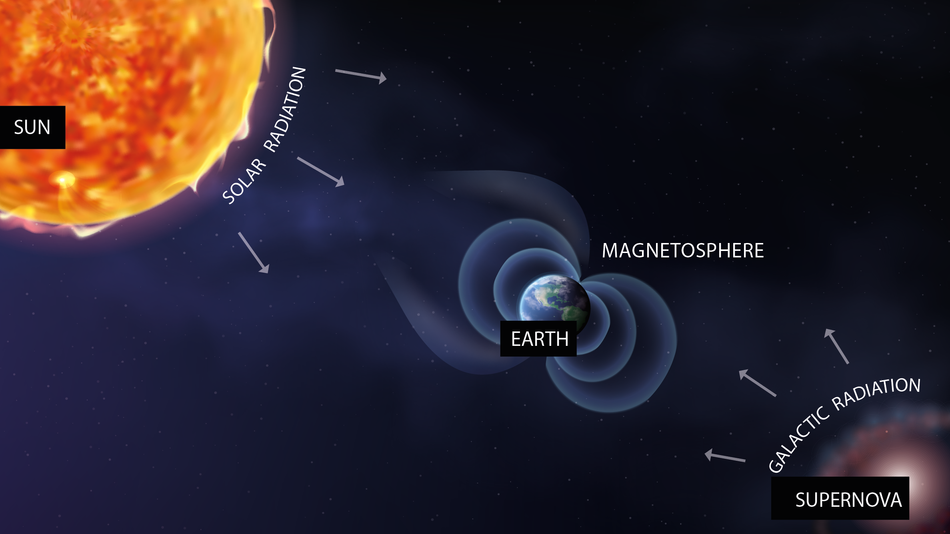 SUN
SOLAR RADIATION
MAGNETOSPHERE
EARTH
GALACTIC RADIATION
SUPERNOVA